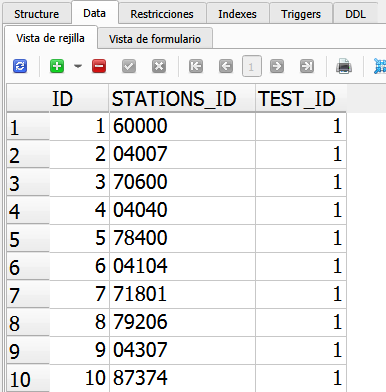 Structure Data Restricciones Indexes Triggers DDL
Vista de rejilla Vista de formulario
1
ID STATIONS_ID TEST_ID
1 1 60000 1
2 2 04007 1
3 3 70600 1
4 4 04040 1
5 5 78400 1
6 6 04104 1
7 7 71801 1
8 8 79206 1
9 9 04307 1
10 10 87374 1